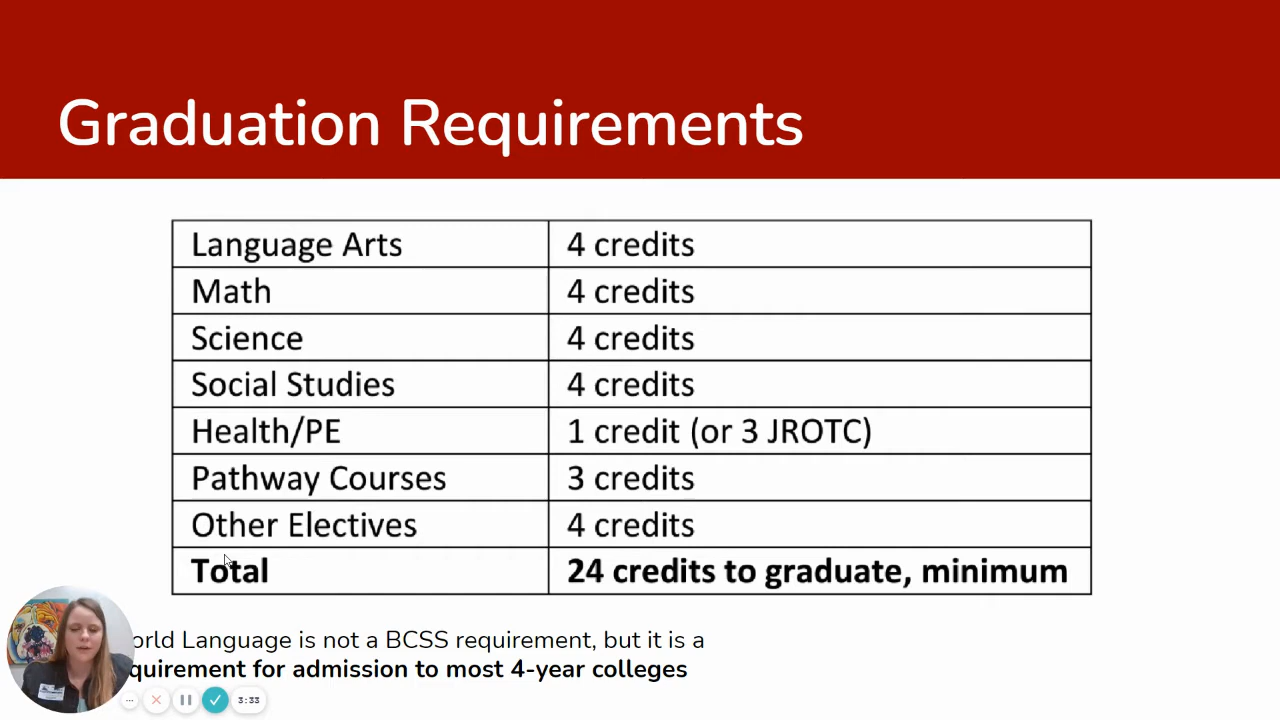 Graduation Requirements
Language Arts 4 credits
Math 4 credits
Science 4 credits
Social Studies 4 credits
Health/PE 1 credit (or 3 JROTC)
Pathway Courses 3 credits
Other Electives 4 credits
Total 24 credits to graduate, minimum
orld Language is not a BCSS requirement, but it is a
quirement for admission to most 4-year colleges
3:33